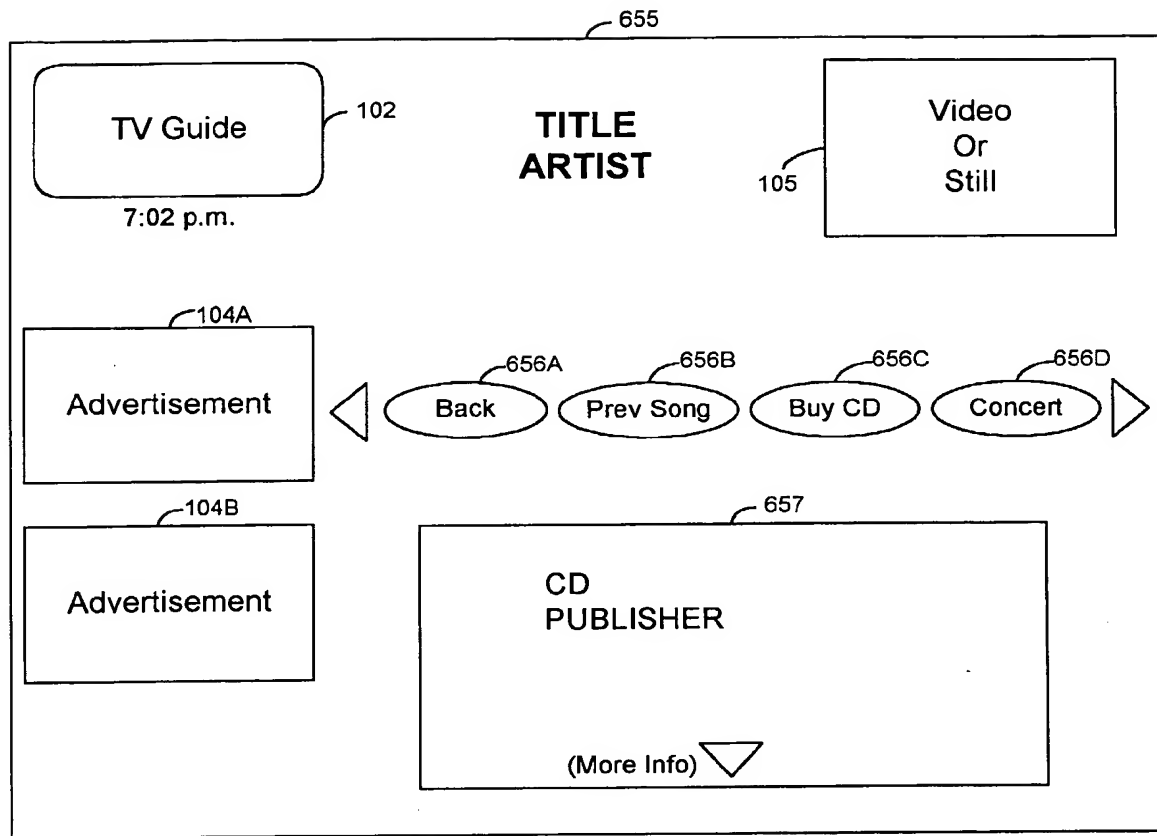 655
TV Guide
102
7:02 p.m.
TITLE
ARTIST
105
Video
Or
Still
104A
Advertisement
656A
656B
656C
656D
Back
Prev Song
Buy CD
Concert
104B
Advertisement
657
CD
PUBLISHER
(More Info)